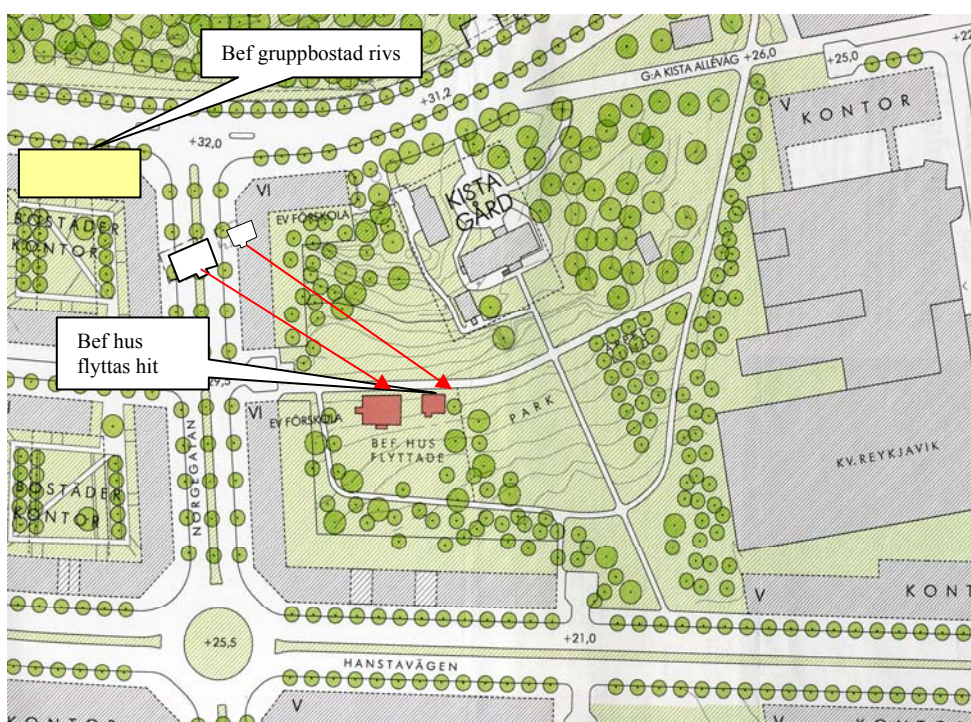 Bef gruppbostad rivs
+31,2
G:A KISTA ALLÉVÄG +26,0
+25,0
+22
V
KONTOR
+32,0
VI
EV FÖRSKOLA
KISTA
GÅRD
BOSTÄDER
KONTOR
Bef hus
flyttas hit
+29,5
VI
EV FÖRSKOLA
BEF. HUS
FLYTTADE
PARK
KV. REYKJAVIK
NORGEGATAN
BOSTÄDER
KONTOR
V
KONT
+25,5
+21,0
HANSTAVÄGEN
V
V
KONTOR